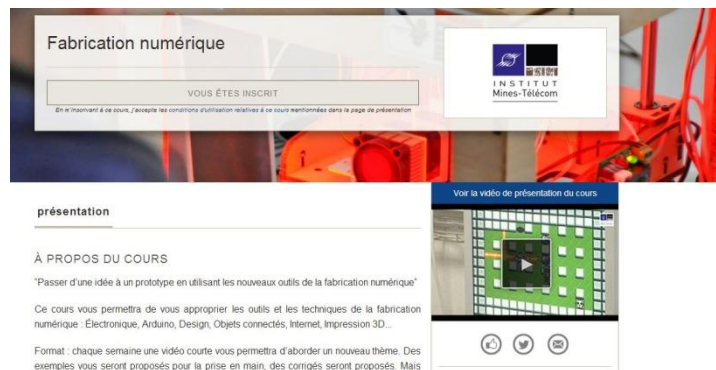 Fabrication numérique
VOUS ÊTES INSCRIT
En m'inscrivant à ce cours, j'accepte les conditions d'utilisation relatives à ce cours mentionnées dans la page de présentation
INSTITUT
Mines-Télécom
Voir la vidéo de présentation du cours
présentation
À PROPOS DU COURS
"Passer d'une idée à un prototype en utilisant les nouveaux outils de la fabrication numérique"
Ce cours vous permettra de vous approprier les outils et les techniques de la fabrication
numérique : Électronique, Arduino, Design, Objets connectés, Internet, Impression 3D...
Format : chaque semaine une vidéo courte vous permettra d'aborder un nouveau thème. Des
exemples vous seront proposés pour la prise en main, des corrigés seront proposés. Mais